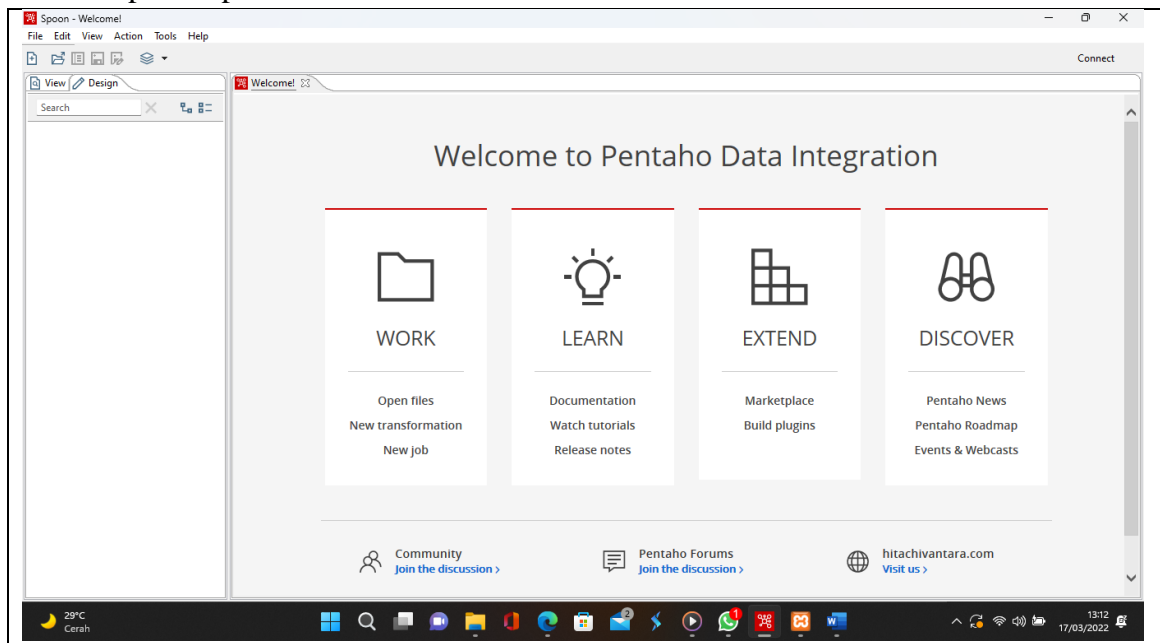 Spoon - Welcome!
File Edit View Action Tools Help
Connect
View Design
Welcome!
Search
Welcome to Pentaho Data Integration
WORK
Open files
New transformation
New job
LEARN
Documentation
Watch tutorials
Release notes
EXTEND
Marketplace
Build plugins
DISCOVER
Pentaho News
Pentaho Roadmap
Events & Webcasts
Community
Join the discussion >
Pentaho Forums
Join the discussion >
hitachivantara.com
Visit us >
29°C
Cerah
2
1
13:12
17/03/2022